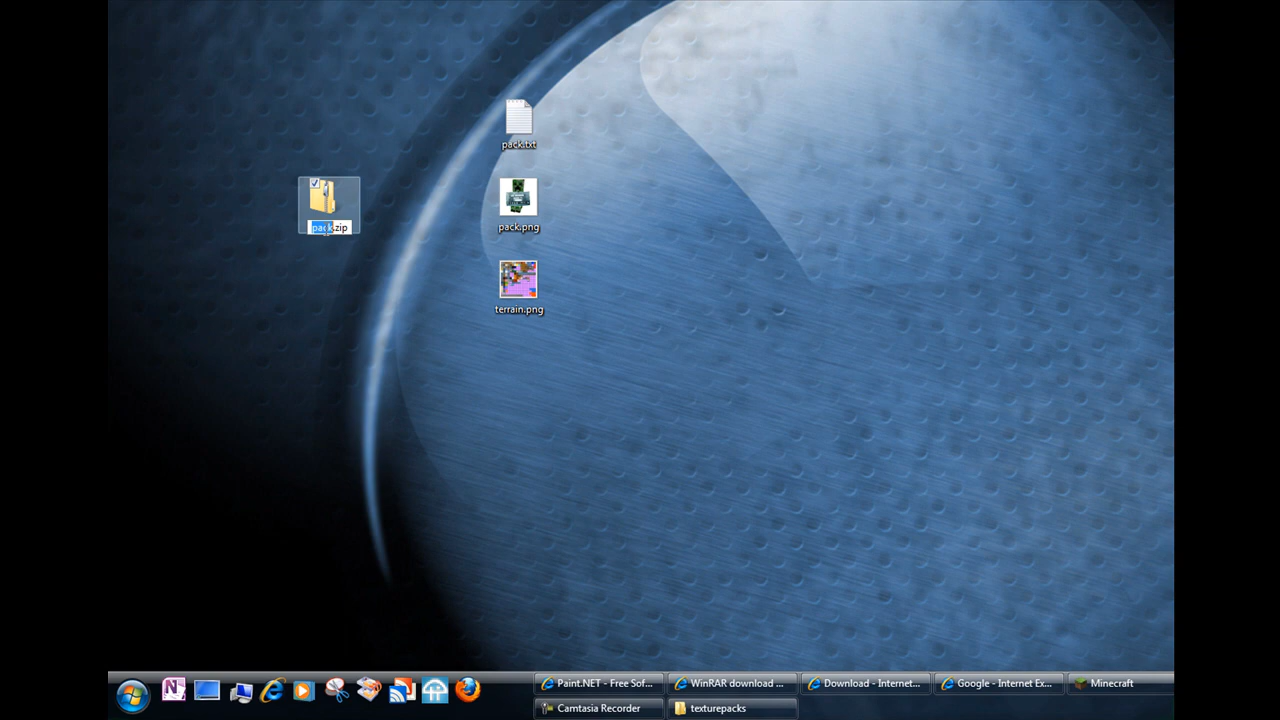 pack.txt
pack.zip
pack.png
terrain.png
Paint.NET - Free Sof...
WinRAR download ...
Download - Internet...
Google - Internet Ex...
Minecraft
Camtasia Recorder
texturepacks